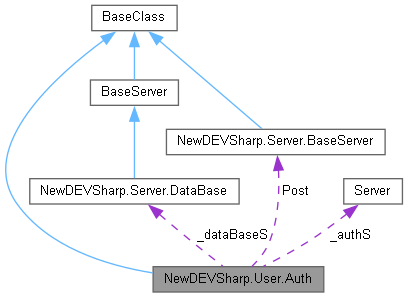 BaseClass
BaseServer
NewDEVSharp.Server.BaseServer
NewDEVSharp.Server.DataBase
Post
Server
_dataBaseS
_authS
NewDEVSharp.User.Auth